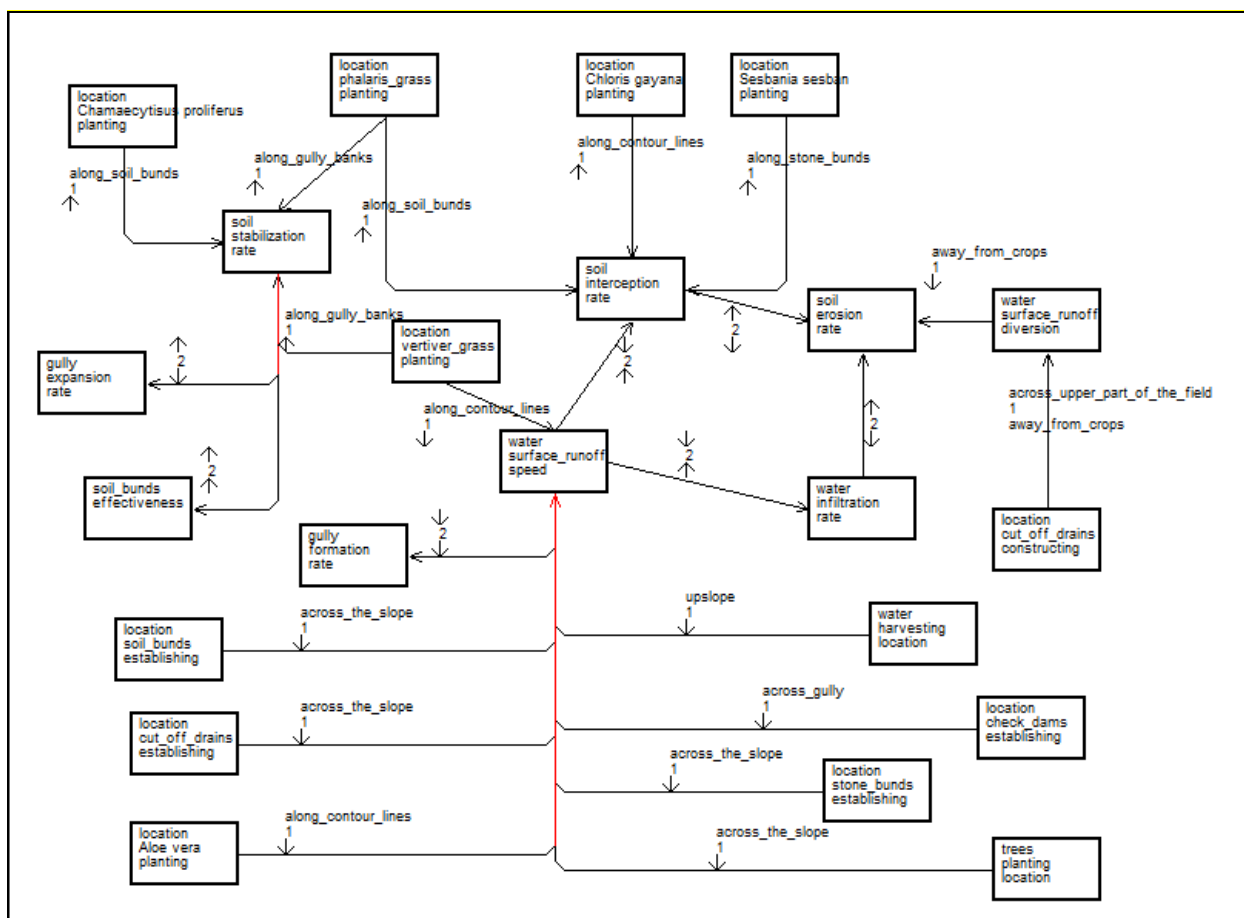 location
Chamaecytisus proliferus
planting
location
phalaris_grass
planting
location
Chloris gayana
planting
location
Sesbania sesban
planting
along_soil_bunds
1
along_gully_banks
1
along_soil_bunds
1
along_contour_lines
1
along_stone_bunds
1
soil
stabilization
rate
soil
interception
rate
away_from_crops
1
soil
erosion
rate
water
surface_runoff
diversion
2
along_gully_banks
1
location
vertiver_grass
planting
2
2
gully
expansion
rate
across_upper_part_of_the_field
1
away_from_crops
along_contour_lines
1
2
water
surface_runoff
speed
2
2
soil_bunds
effectiveness
water
infiltration
rate
location
cut_off_drains
constructing
gully
formation
rate
2
across_the_slope
1
upslope
1
location
soil_bunds
establishing
water
harvesting
location
across_the_slope
1
across_gully
1
location
cut_off_drains
establishing
location
check_dams
establishing
across_the_slope
1
location
stone_bunds
establishing
along_contour_lines
1
across_the_slope
1
location
Aloe vera
planting
trees
planting
location